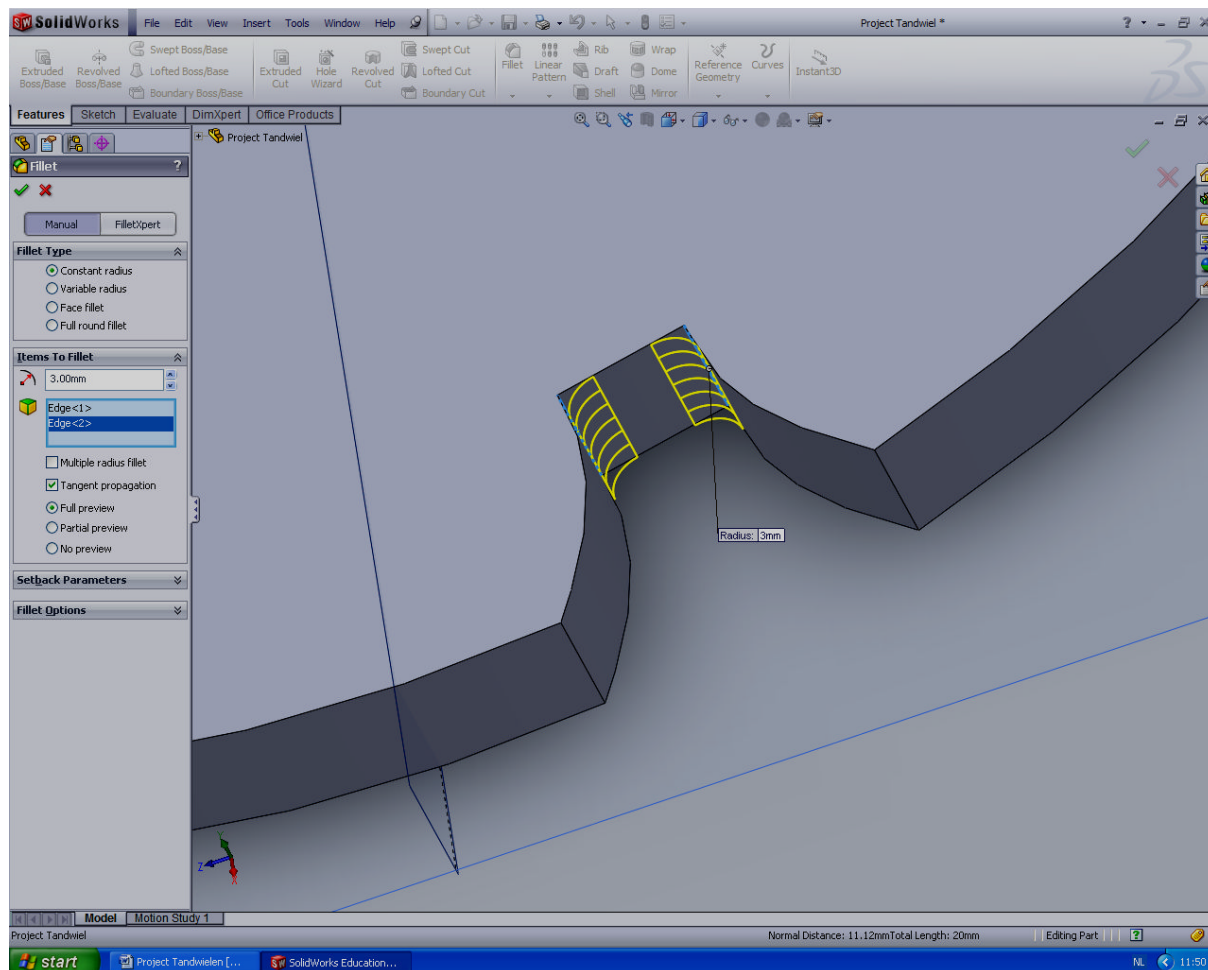 SolidWorks File Edit View Insert Tools Window Help Project Tandwiel *
Extruded Boss/Base
Revolved Boss/Base
Swept Boss/Base
Lofted Boss/Base
Boundary Boss/Base
Extruded Cut
Hole Wizard
Revolved Cut
Swept Cut
Lofted Cut
Boundary Cut
Fillet
Linear Pattern
Rib
Draft
Shell
Wrap
Dome
Mirror
Reference Geometry
Curves
Instant3D
Features Sketch Evaluate DimXpert Office Products
Project Tandwiel
Fillet ?
Manual FilletXpert
Fillet Type
Constant radius
Variable radius
Face fillet
Full round fillet
Items To Fillet
3.00mm
Edge<1>
Edge<2>
Multiple radius fillet
Tangent propagation
Full preview
Partial preview
No preview
Setback Parameters
Fillet Options
Radius: 3mm
Y
Z
X
Model Motion Study 1
Project Tandwiel Normal Distance: 11.12mmTotal Length: 20mm Editing Part ?
start Project Tandwielen [... SolidWorks Education... NL 11:50